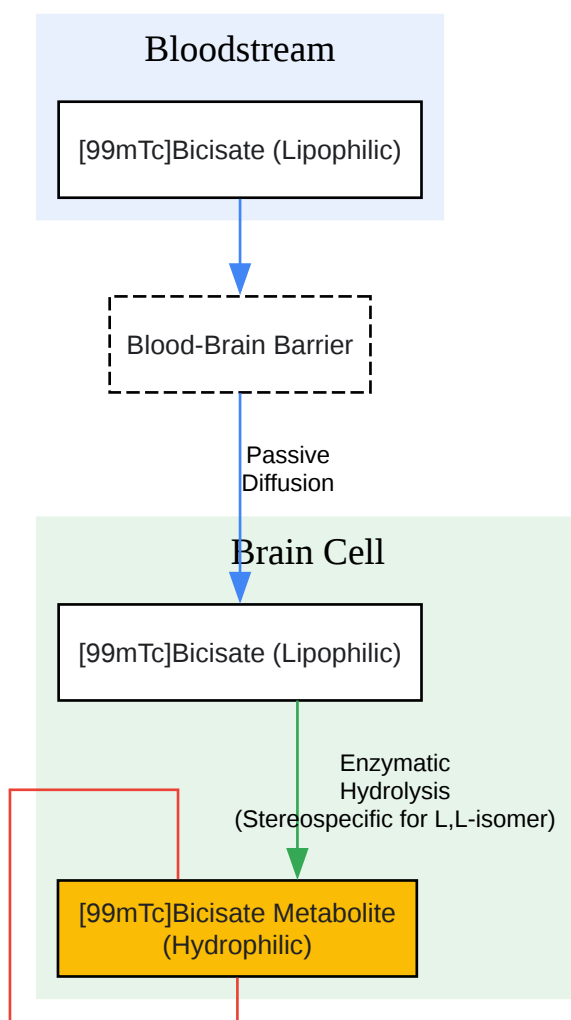 Bloodstream
[99mTc]Bicisate (Lipophilic)
Blood-Brain Barrier
Passive
Diffusion
Brain Cell
[99mTc]Bicisate (Lipophilic)
Enzymatic
Hydrolysis
(Stereospecific for L,L-isomer)
[99mTc]Bicisate Metabolite
(Hydrophilic)